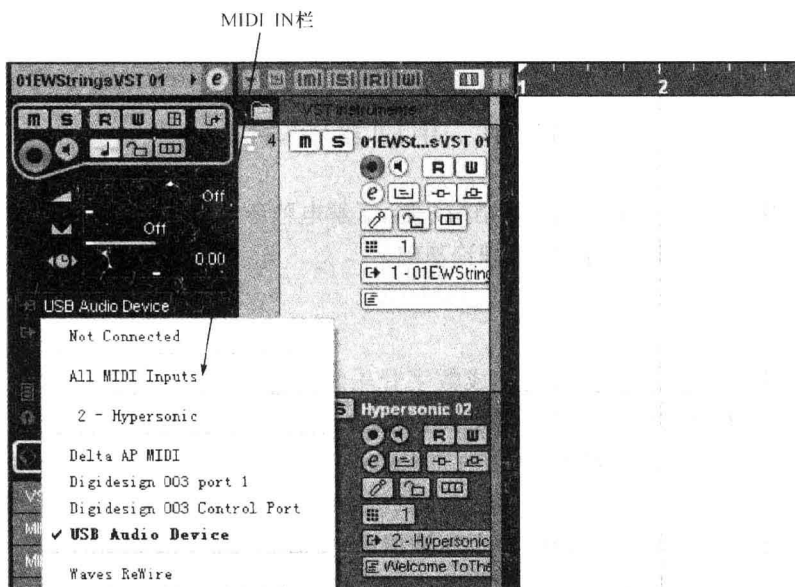 MIDI IN栏
01EWStringsVST 01
VST Instruments
4
01EWSt...sVST 01
Off
Off
0.00
1
1 - 01EWString
USB Audio Device
Not Connected
All MIDI Inputs
2 - Hypersonic
Delta AP MIDI
Digidesign 003 port 1
Digidesign 003 Control Port
USB Audio Device
Waves ReWire
Hypersonic 02
1
2 - Hypersonic
Welcome ToThe
1
2